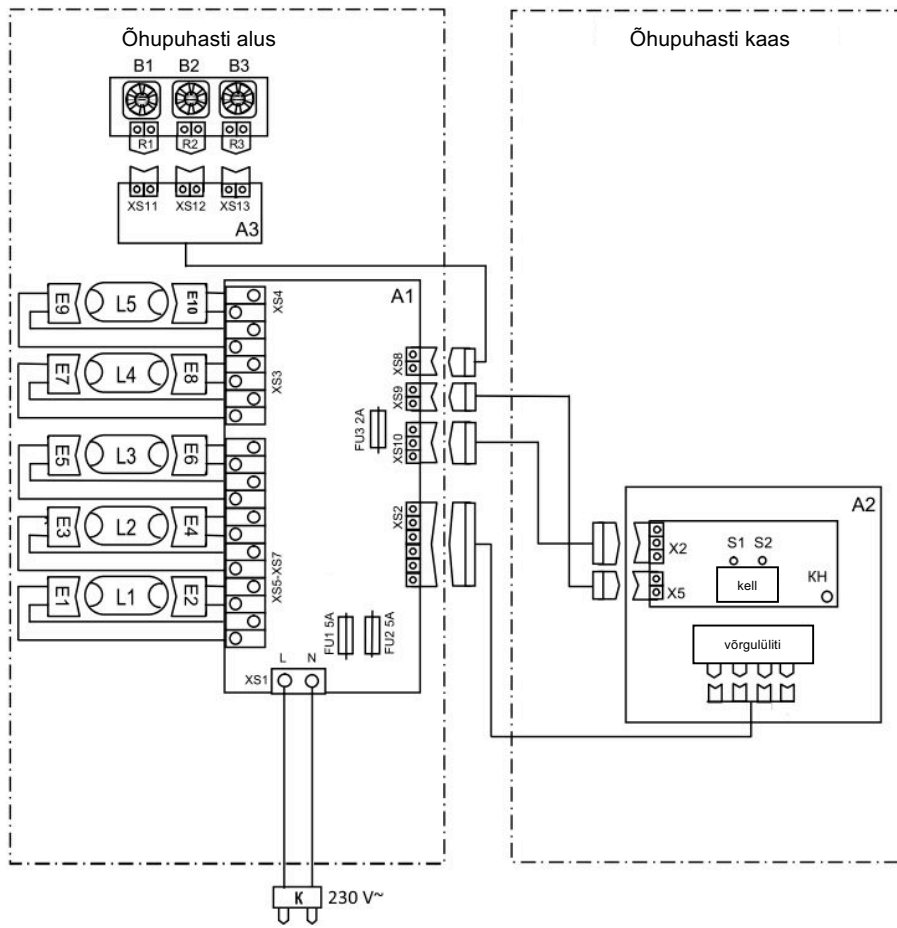 Õhupuhasti alus
Õhupuhasti kaas
B1 B2 B3
R1 R2 R3
XS11 XS12 XS13
A3
A1
E9 L5 E10 XS4
E7 L4 E8 XS3
XS8
XS9
FU3 2A
XS10
E5 L3 E6
XS2
E3 L2 E4
XS5-XS7
E1 L1 E2
FU1 5A FU2 5A
L N
XS1
K 230 V~
A2
X2
S1 S2
X5
kell
KH
võrgulüliti